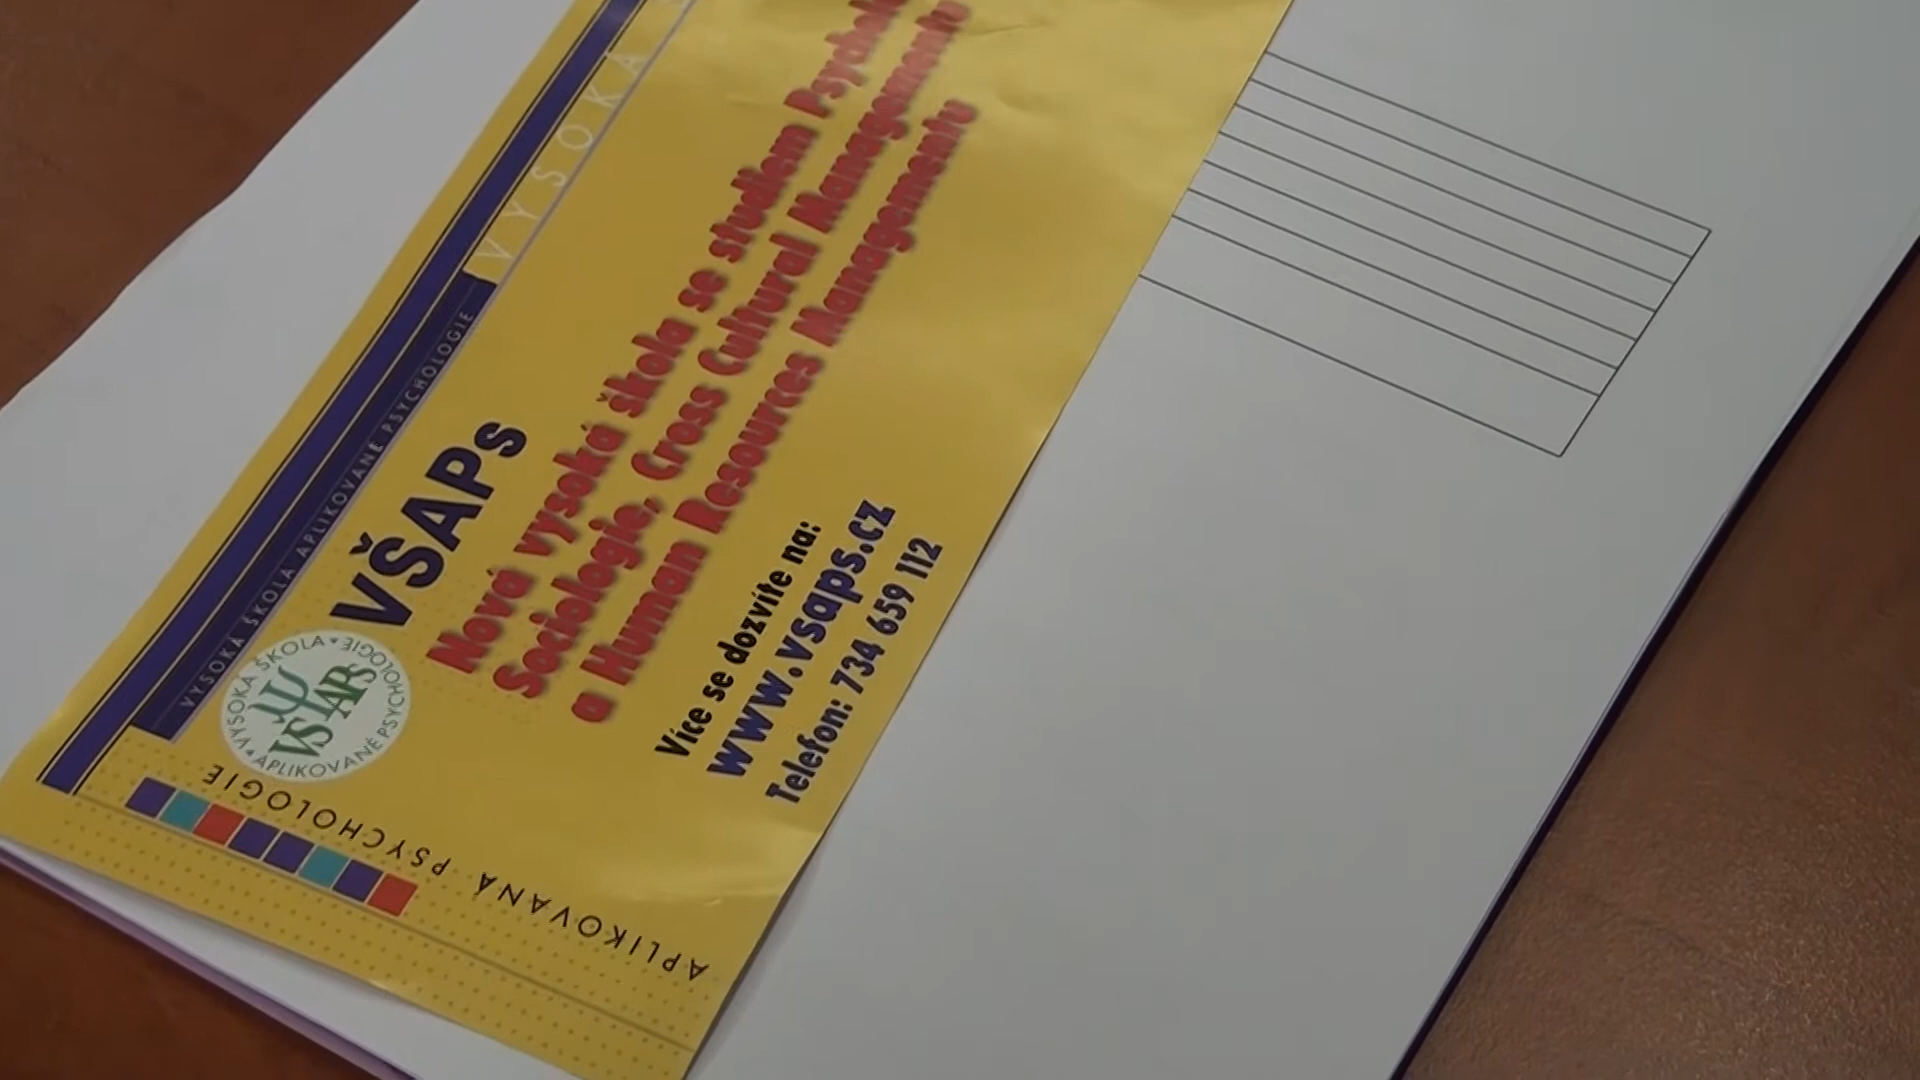 VYSOKÁ
VYSOKÁ ŠKOLA APLIKOVANÉ PSYCHOLOGIE
VŠAPs
Nová vysoká škola se studiem
Sociologie, Cross Cultural Managementu
a Human Resources Managementu
Více se dozvíte na:
www.vsaps.cz
Telefon: 734 659 112
VYSOKÁ ŠKOLA • APLIKOVANÉ PSYCHOLOGIE
VŠAPS
APLIKOVANÁ PSYCHOLOGIE